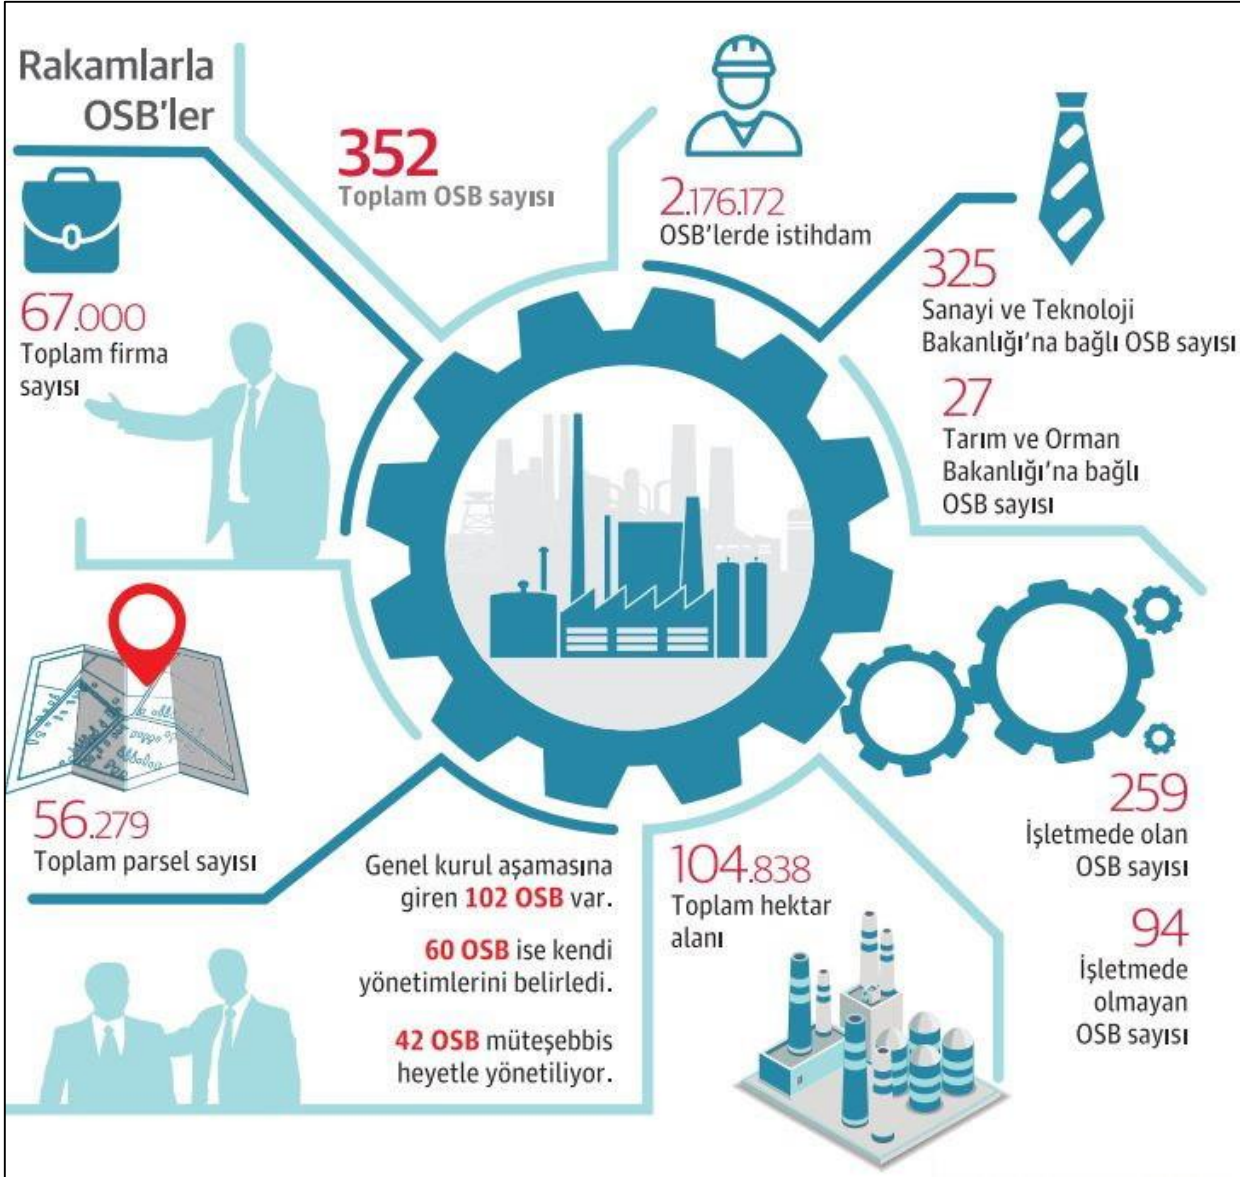 Rakamlarla
OSB'ler
352
Toplam OSB sayısı
2.176.172
OSB'lerde istihdam
325
Sanayi ve Teknoloji
Bakanlığı'na bağlı OSB sayısı
27
Tarım ve Orman
Bakanlığı'na bağlı
OSB sayısı
67.000
Toplam firma
sayısı
56.279
Toplam parsel sayısı
Genel kurul aşamasına
giren 102 OSB var.
60 OSB ise kendi
yönetimlerini belirledi.
42 OSB müteşebbis
heyetle yönetiliyor.
104.838
Toplam hektar
alanı
259
İşletmede olan
OSB sayısı
94
İşletmede
olmayan
OSB sayısı